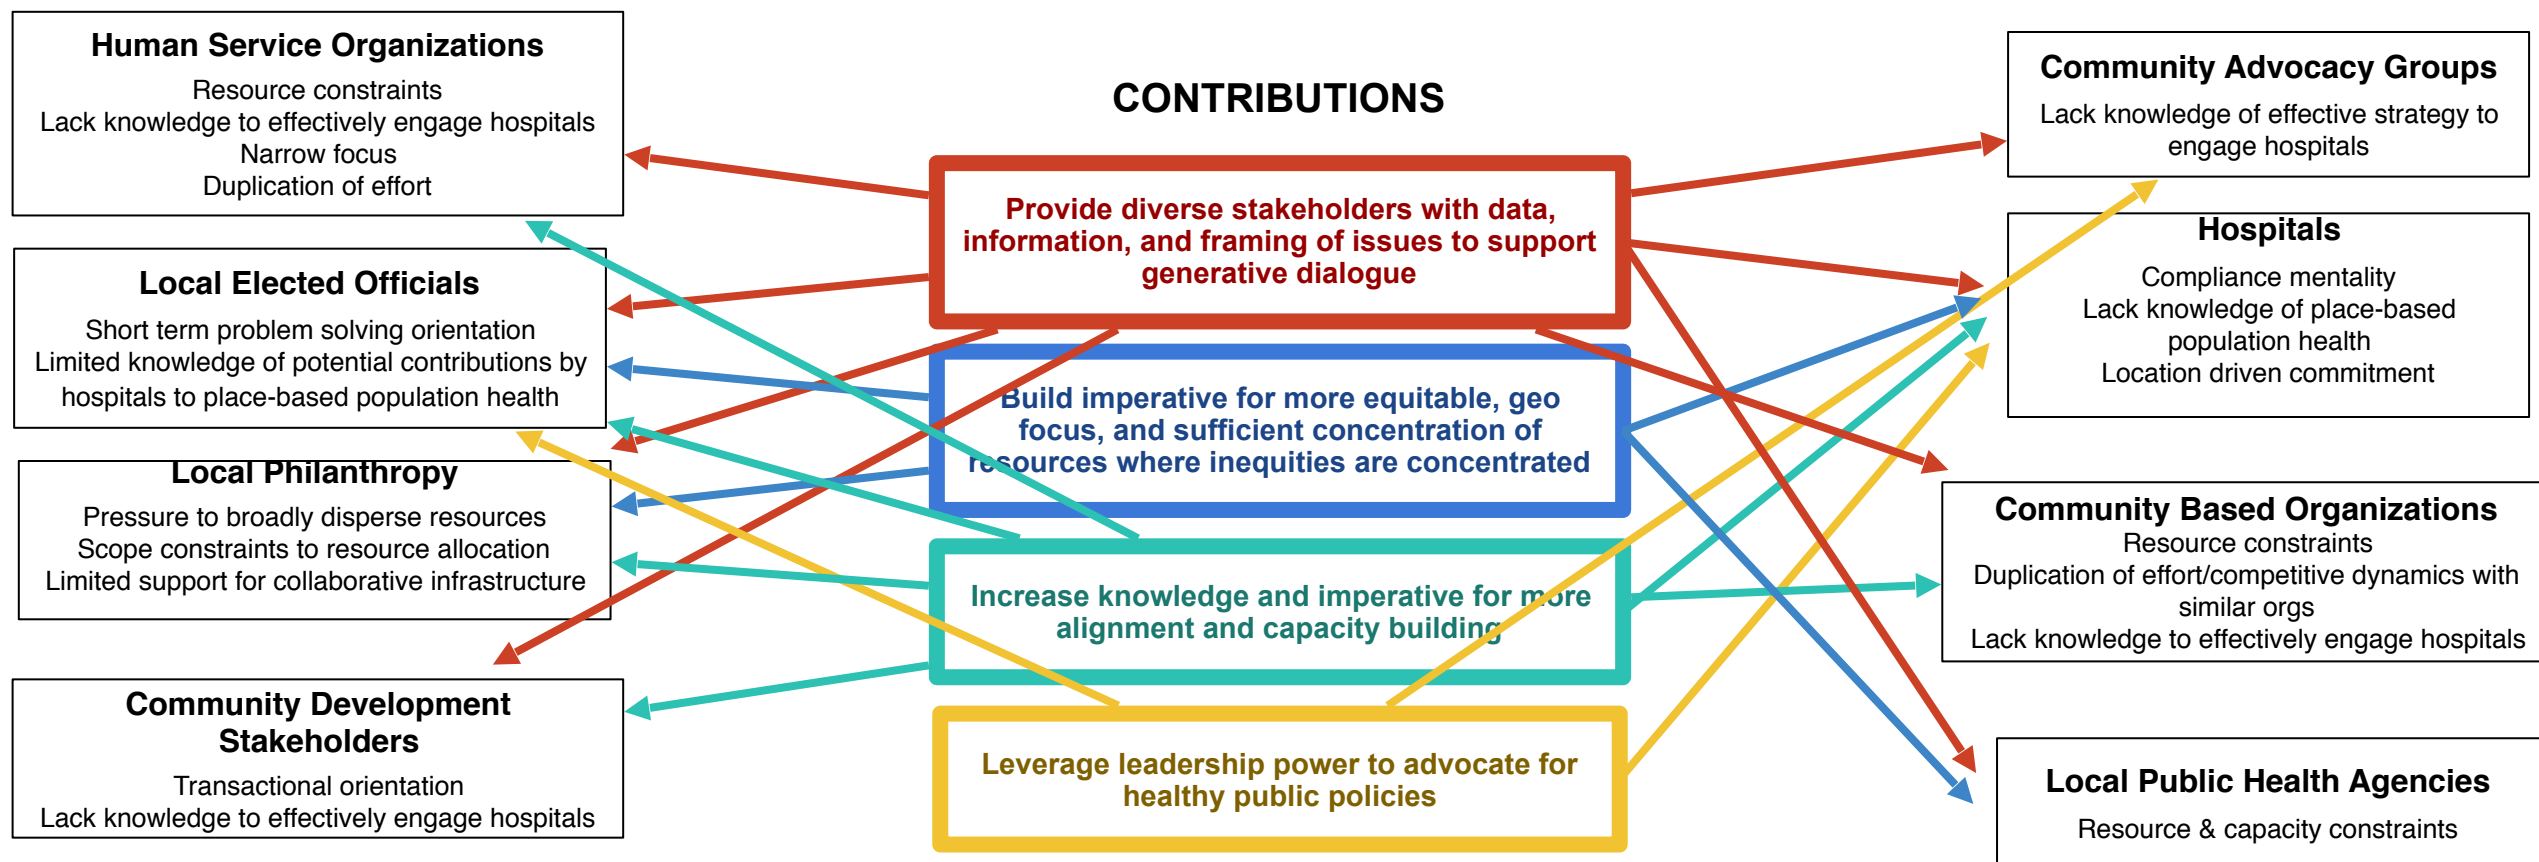 Human Service Organizations
Resource constraints
Lack knowledge to effectively engage hospitals
Narrow focus
Duplication of effort
Local Elected Officials
Short term problem solving orientation
Limited knowledge of potential contributions by
hospitals to place-based population health
Local Philanthropy
Pressure to broadly disperse resources
Scope constraints to resource allocation
Limited support for collaborative infrastructure
Community Development
Stakeholders
Transactional orientation
Lack knowledge to effectively engage hospitals
CONTRIBUTIONS
Provide diverse stakeholders with data,
information, and framing of issues to support
generative dialogue
Build imperative for more equitable, geo
focus, and sufficient concentration of
resources where inequities are concentrated
Increase knowledge and imperative for more
alignment and capacity building
Leverage leadership power to advocate for
healthy public policies
Community Advocacy Groups
Lack knowledge of effective strategy to
engage hospitals
Hospitals
Compliance mentality
Lack knowledge of place-based
population health
Location driven commitment
Community Based Organizations
Resource constraints
Duplication of effort/competitive dynamics with
similar orgs
Lack knowledge to effectively engage hospitals
Local Public Health Agencies
Resource & capacity constraints